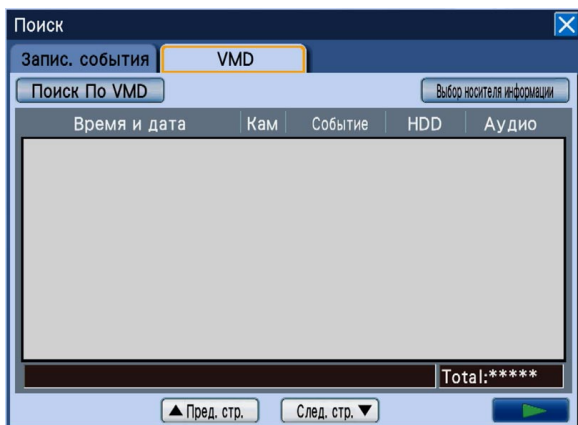 Поиск
Запис. события VMD
Поиск По VMD Выбор носителя информации
Время и дата Кам Событие HDD Аудио
Total:*****
▲ Пред. стр. След. стр. ▼